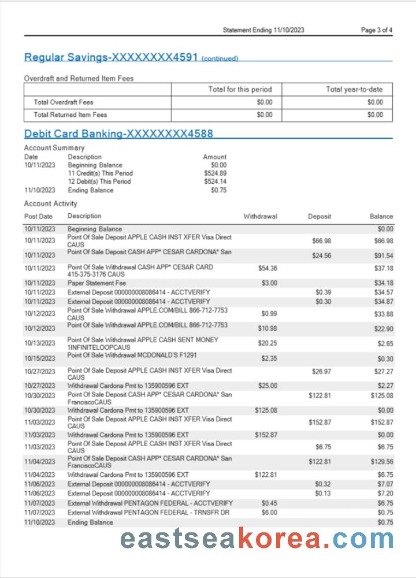 Statement Ending 11/10/2023 Page 3 of 4
Regular Savings-XXXXXXXX4591 (continued)
Overdraft and Returned Item Fees
Total for this period Total year-to-date
Total Overdraft Fees $0.00 $0.00
Total Returned Item Fees $0.00 $0.00
Debit Card Banking-XXXXXXXX4588
Account Summary
Date Description Amount
10/11/2023 Beginning Balance $0.00
11 Credit(s) This Period $524.89
12 Debit(s) This Period $524.14
11/10/2023 Ending Balance $0.75
Account Activity
Post Date Description Withdrawal Deposit Balance
10/11/2023 Beginning Balance $0.00
10/11/2023 Point Of Sale Deposit APPLE CASH INST XFER Visa Direct $66.98 $66.98
CAUS
10/11/2023 Point Of Sale Deposit CASH APP* CESAR CARDONA* San $24.56 $91.54
10/11/2023 Point Of Sale Withdrawal CASH APP* CESAR CARD $54.36 $37.18
415-375-3176 CAUS
10/11/2023 Paper Statement Fee $3.00 $34.18
10/11/2023 External Deposit 000000008086414 - ACCTVERIFY $0.39 $34.57
10/11/2023 External Deposit 000000008086414 - ACCTVERIFY $0.30 $34.87
10/12/2023 Point Of Sale Withdrawal APPLE.COM/BILL 866-712-7753 $0.99 $33.88
CAUS
10/12/2023 Point Of Sale Withdrawal APPLE.COM/BILL 866-712-7753 $10.98 $22.90
CAUS
10/13/2023 Point Of Sale Withdrawal APPLE CASH SENT MONEY $20.25 $2.65
1INFINITELOOPCAUS
10/15/2023 Point Of Sale Withdrawal MCDONALD'S F1291 $2.35 $0.30
10/27/2023 Point Of Sale Deposit APPLE CASH INST XFER Visa Direct $26.97 $27.27
CAUS
10/27/2023 Withdrawal Cardona Pmt to 135900596 EXT $25.00 $2.27
10/30/2023 Point Of Sale Deposit CASH APP* CESAR CARDONA* San $122.81 $125.08
FranciscoCAUS
10/30/2023 Withdrawal Cardona Pmt to 135900596 EXT $125.08 $0.00
11/03/2023 Point Of Sale Deposit APPLE CASH INST XFER Visa Direct $152.87 $152.87
CAUS
11/03/2023 Withdrawal Cardona Pmt to 135900596 EXT $152.87 $0.00
11/03/2023 Point Of Sale Deposit APPLE CASH INST XFER Visa Direct $6.75 $6.75
CAUS
11/04/2023 Point Of Sale Deposit CASH APP* CESAR CARDONA* San $122.81 $129.56
FranciscoCAUS
11/04/2023 Withdrawal Cardona Pmt to 135900596 EXT $122.81 $6.75
11/06/2023 External Deposit 000000008086414 - ACCTVERIFY $0.32 $7.07
11/06/2023 External Deposit 000000008086414 - ACCTVERIFY $0.13 $7.20
11/07/2023 External Withdrawal PENTAGON FEDERAL - ACCTVERIFY $0.45 $6.75
11/07/2023 External Withdrawal PENTAGON FEDERAL - TRNSFR DR $6.00 $0.75
11/10/2023 Ending Balance $0.75
eastseakorea.com